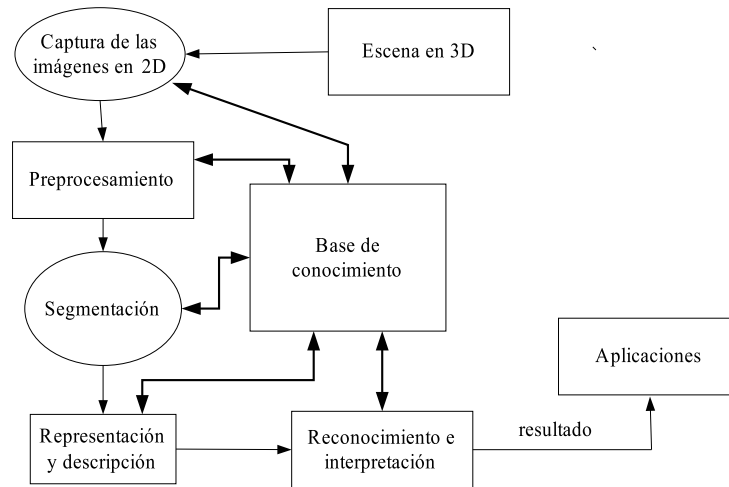 Captura de las
imágenes en 2D
Escena en 3D
`
Preprocesamiento
Base de
conocimiento
Segmentación
Aplicaciones
Representación
y descripción
Reconocimiento e
interpretación
resultado